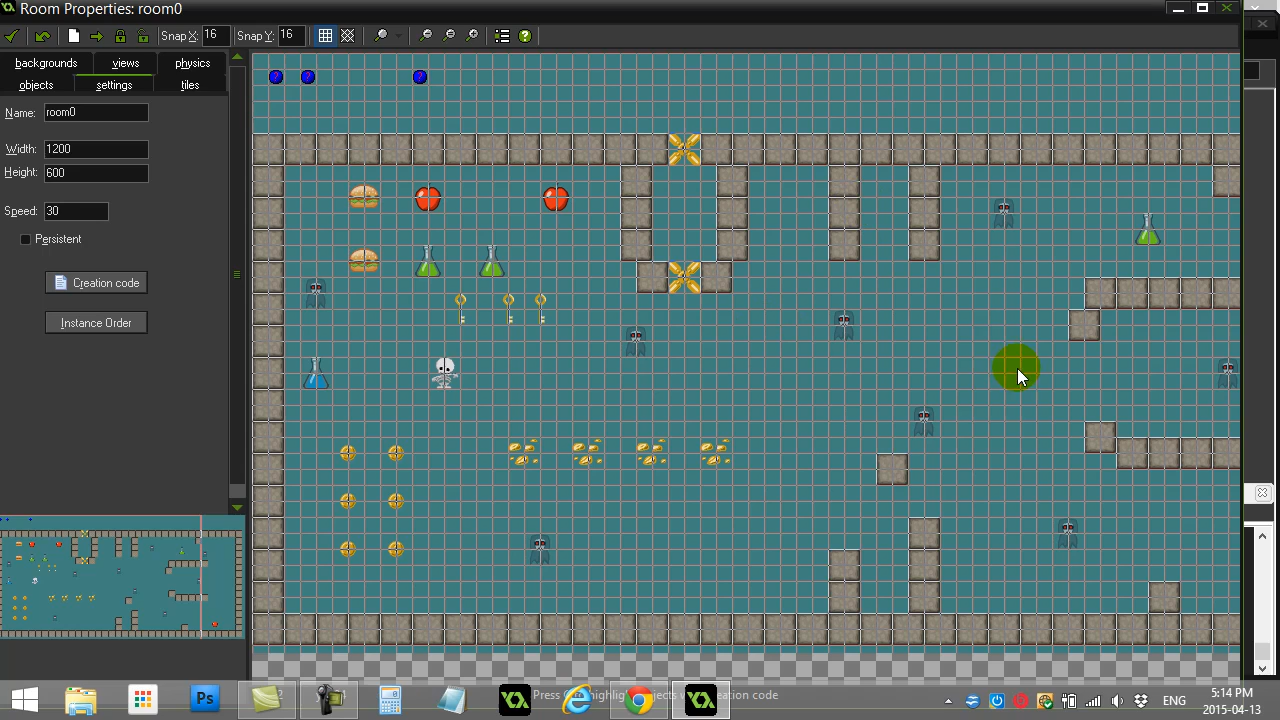 Room Properties: room0
Snap X: 16 Snap Y: 16
backgrounds views physics
objects settings tiles
Name: room0
Width: 1200
Height: 600
Speed: 30
Persistent
Creation code
Instance Order
?
?
?
Ps
ENG
5:14 PM
2015-04-13